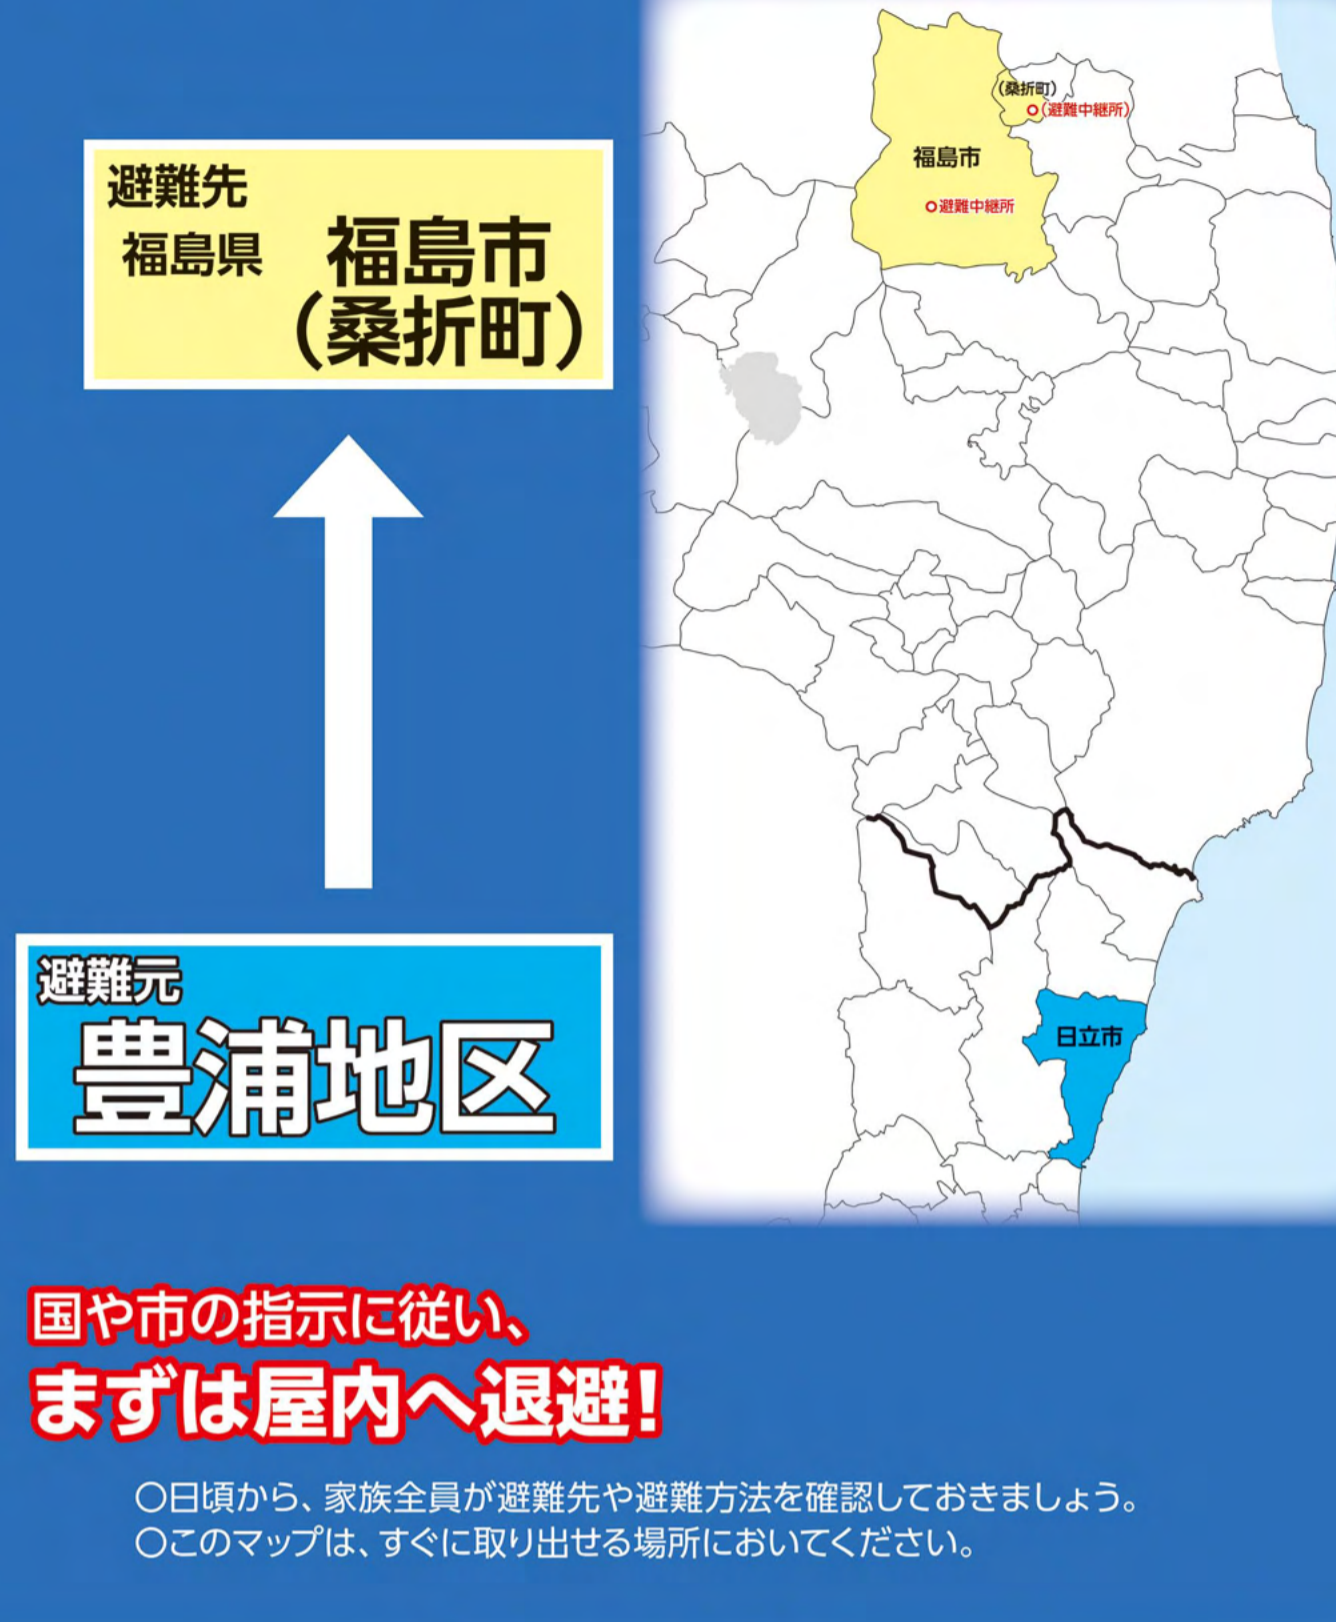 避難先
福島県 福島市
（桑折町）
避難元
豊浦地区
（桑折町）
（避難中継所）
福島市
避難中継所
日立市
国や市の指示に従い、
まずは屋内へ退避！
〇日頃から、家族全員が避難先や避難方法を確認しておきましょう。
〇このマップは、すぐに取り出せる場所においてください。